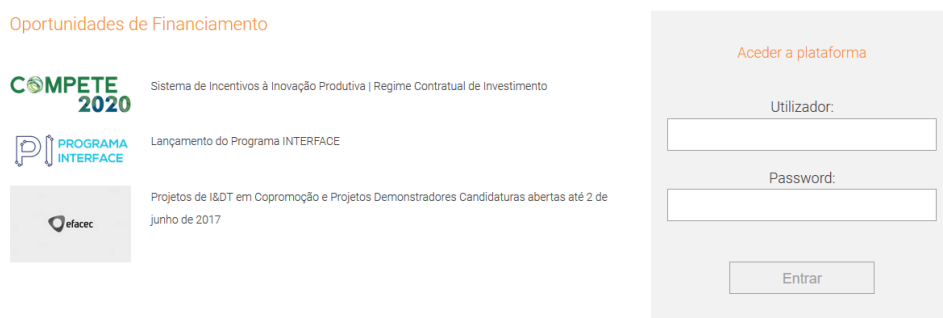 Oportunidades de Financiamento
COMPETE
2020
Sistema de Incentivos à Inovação Produtiva | Regime Contratual de Investimento
PI PROGRAMA
INTERFACE
Lançamento do Programa INTERFACE
efacec
Projetos de I&DT em Copromoção e Projetos Demonstradores Candidaturas abertas até 2 de
junho de 2017
Aceder a plataforma
Utilizador:
Password:
Entrar